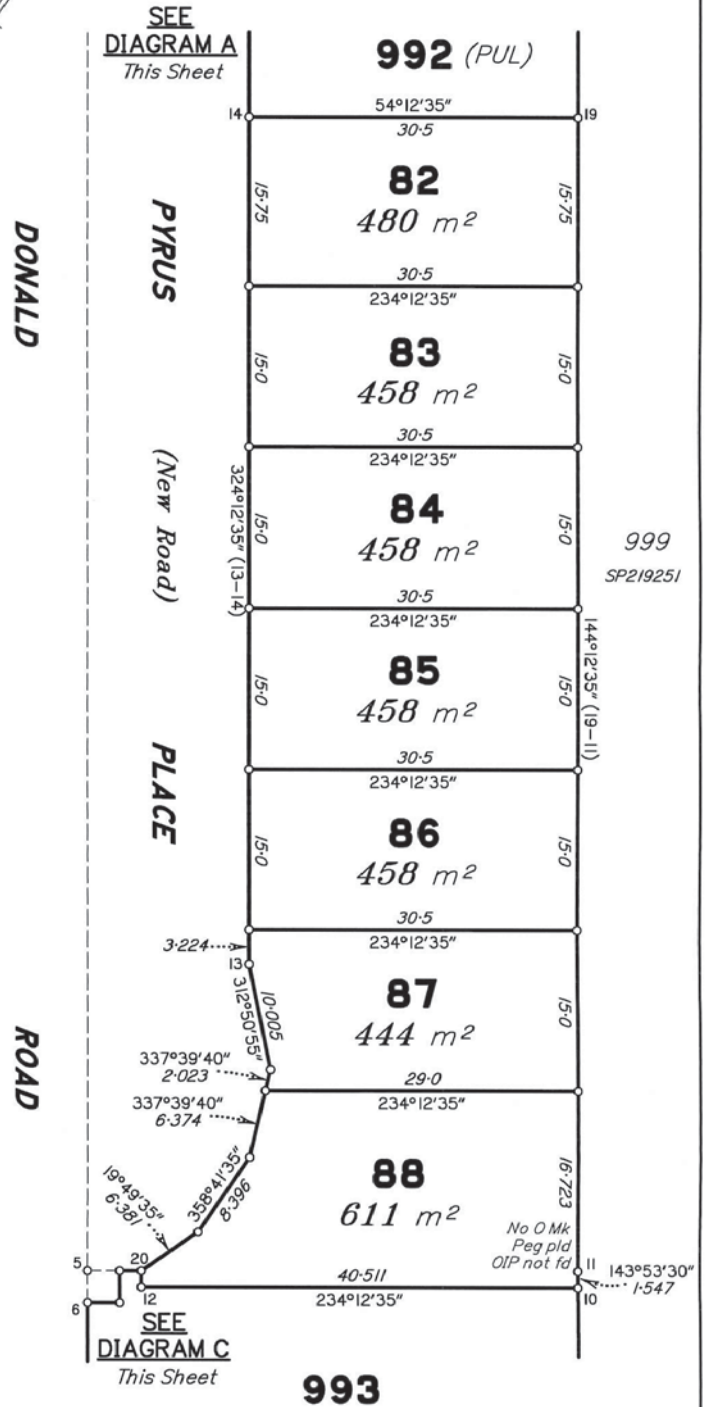 SEE
DIAGRAM A
This Sheet
992 (PUL)
54°12'35"
14
19
30·5
82
480 m²
15·75
15·75
PYRUS
DONALD
30·5
234°12'35"
83
458 m²
15·0
15·0
30·5
234°12'35"
(New Road)
324°12'35" (13–14)
84
458 m²
15·0
15·0
999
SP219251
30·5
234°12'35"
144°12'35" (19–11)
85
458 m²
15·0
15·0
PLACE
30·5
234°12'35"
86
458 m²
15·0
15·0
30·5
234°12'35"
3·224
13
312°50'55"
10·005
87
444 m²
15·0
ROAD
337°39'40"
2·023
29·0
234°12'35"
337°39'40"
6·374
88
611 m²
16·723
358°41'35"
8·396
19°49'35"
6·381
No O Mk
Peg pld
OIP not fd
5
20
11
143°53'30"
1·547
40·511
6
12
234°12'35"
10
SEE
DIAGRAM C
This Sheet
993